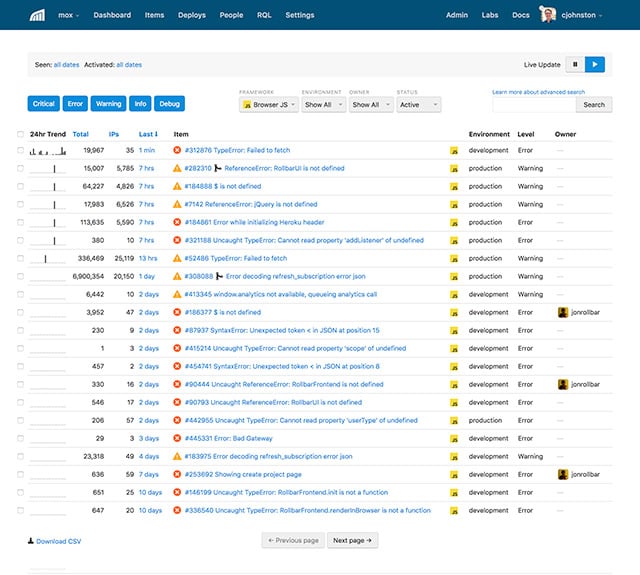 mox Dashboard Items Deploys People RQL Settings Admin Labs Docs cjohnston
Seen: all dates Activated: all dates Live Update
Learn more about advanced search
FRAMEWORK ENVIRONMENT OWNER STATUS
Critical Error Warning Info Debug JS Browser JS Show All Show All Active Search
24hr Trend Total IPs Last Item Environment Level Owner
19,967 35 1 min #312876 TypeError: Failed to fetch JS development Error —
15,007 5,785 7 hrs #282310 ReferenceError: RollbarUI is not defined JS production Warning —
64,227 4,826 7 hrs #184888 $ is not defined JS production Warning —
17,983 6,526 7 hrs #7142 ReferenceError: jQuery is not defined JS production Warning —
113,635 5,590 7 hrs #184661 Error while initializing Heroku header JS production Error —
380 10 7 hrs #321188 Uncaught TypeError: Cannot read property 'addListener' of undefined JS production Error —
336,469 25,119 13 hrs #52486 TypeError: Failed to fetch JS production Warning —
6,900,354 20,150 1 day #308088 Error decoding refresh_subscription error json JS production Warning —
6,442 10 2 days #413345 window.analytics not available, queueing analytics call JS development Warning —
3,952 47 2 days #186377 $ is not defined JS development Error jonrollbar
230 9 2 days #87937 SyntaxError: Unexpected token < in JSON at position 15 JS development Error —
1 3 2 days #415214 Uncaught TypeError: Cannot read property 'scope' of undefined JS development Error —
457 2 2 days #454741 SyntaxError: Unexpected token < in JSON at position 8 JS development Error —
330 16 2 days #90444 Uncaught ReferenceError: RollbarFrontend is not defined JS development Error jonrollbar
546 17 2 days #90793 Uncaught ReferenceError: RollbarUI is not defined JS development Error —
206 57 2 days #442955 Uncaught TypeError: Cannot read property 'userType' of undefined JS production Error —
29 3 3 days #445331 Error: Bad Gateway JS development Error —
23,318 49 4 days #183975 Error decoding refresh_subscription error json JS development Warning —
636 59 7 days #253692 Showing create project page JS development Error jonrollbar
651 25 10 days #146199 Uncaught TypeError: RollbarFrontend.init is not a function JS development Error —
647 20 10 days #336540 Uncaught TypeError: RollbarFrontend.renderInBrowser is not a function JS development Error —
Download CSV ← Previous page Next page →